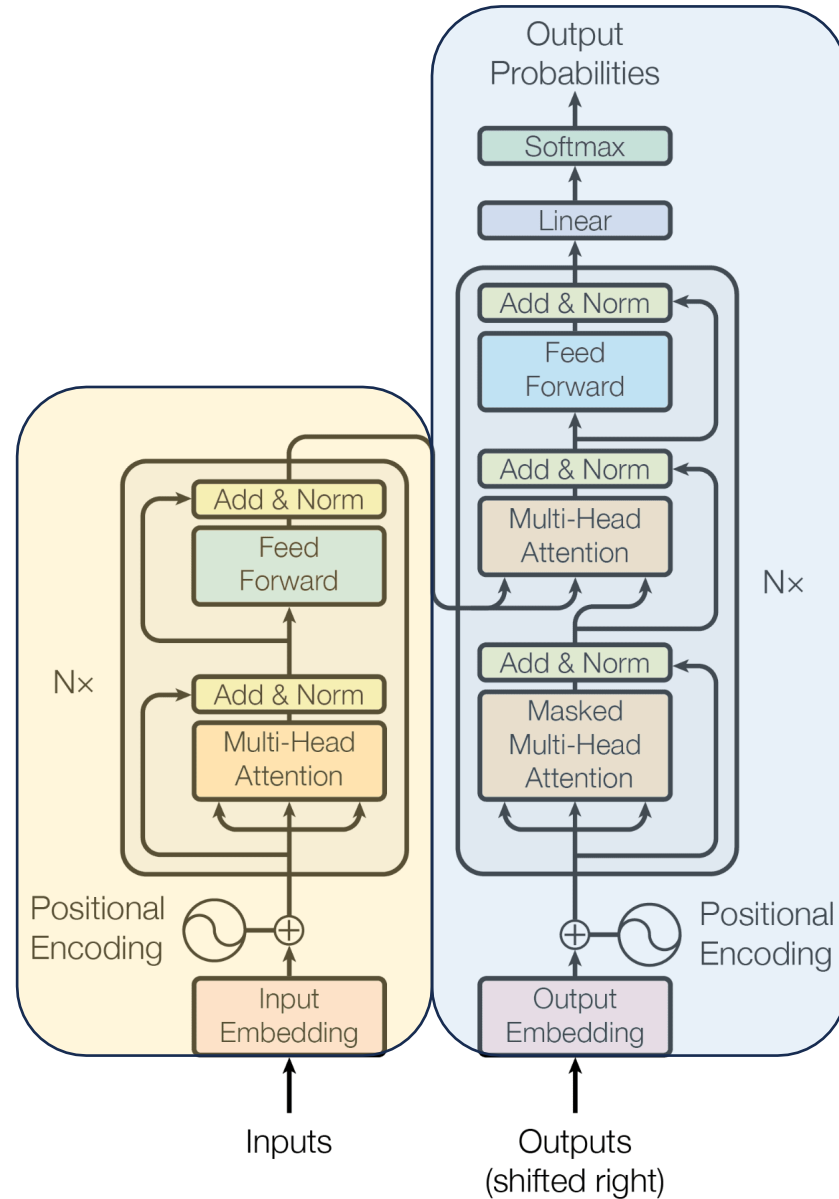 Output
Probabilities
Softmax
Linear
Add & Norm
Feed
Forward
Add & Norm
Multi-Head
Attention
N×
Add & Norm
Masked
Multi-Head
Attention
Add & Norm
Feed
Forward
N×
Add & Norm
Multi-Head
Attention
Positional
Encoding
Positional
Encoding
Input
Embedding
Output
Embedding
Inputs
Outputs
(shifted right)